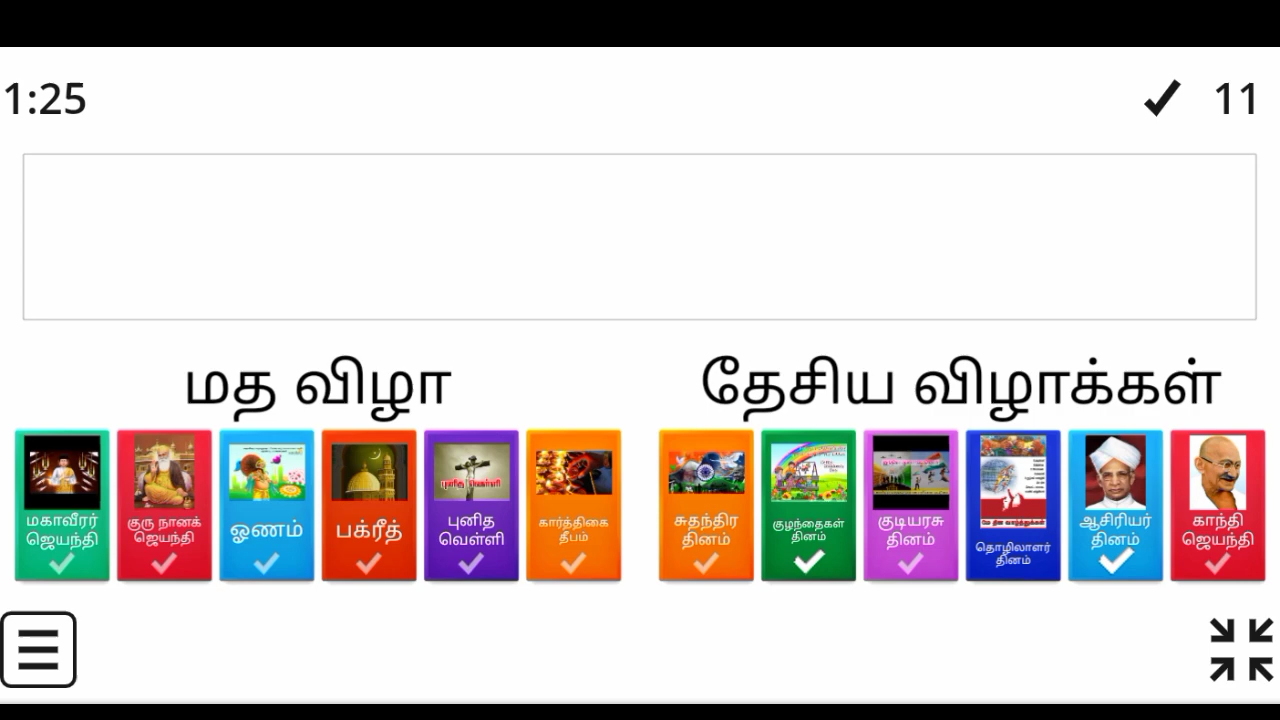 1:25
11
மத விழா
தேசிய விழாக்கள்
மகாவீரர்
ஜெயந்தி
குரு நானக்
ஜெயந்தி
ஓணம்
பக்ரீத்
புனித வெள்ளி
புனித
வெள்ளி
கார்த்திகை
தீபம்
சுதந்திர
தினம்
குழந்தைகள்
தினம்
குடியரசு
தினம்
மே தின வாழ்த்துக்கள்
தொழிலாளர்
தினம்
ஆசிரியர்
தினம்
காந்தி
ஜெயந்தி